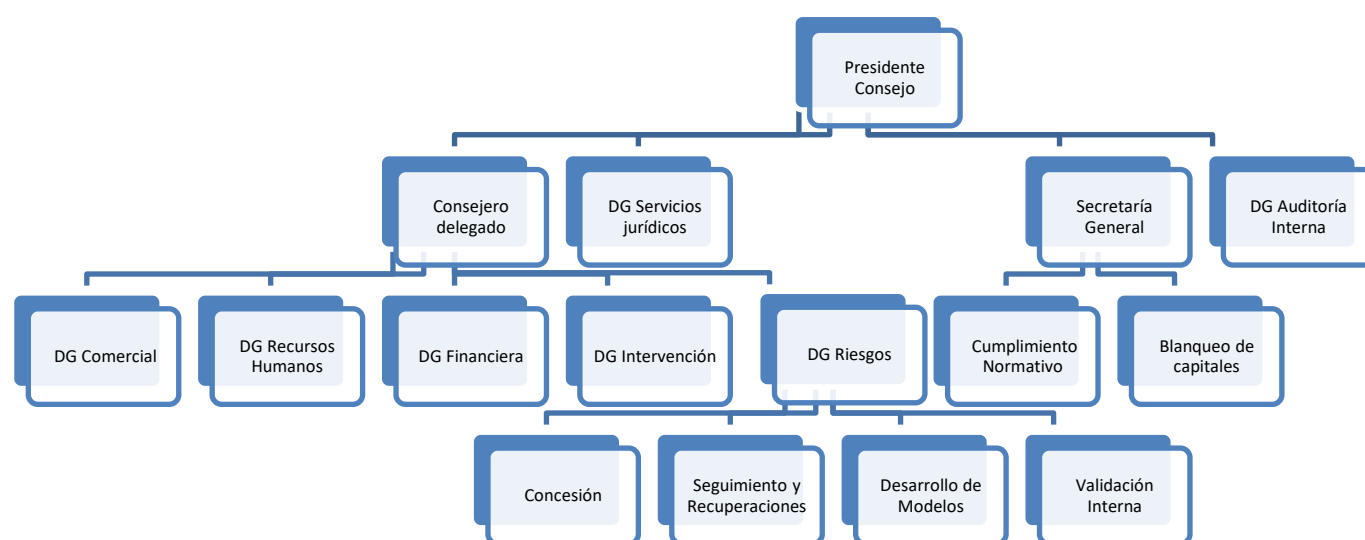 Presidente
Consejo
Consejero
delegado
DG Servicios
jurídicos
Secretaría
General
DG Auditoría
Interna
DG Comercial
DG Recursos
Humanos
DG Financiera
DG Intervención
DG Riesgos
Cumplimiento
Normativo
Blanqueo de
capitales
Concesión
Seguimiento y
Recuperaciones
Desarrollo de
Modelos
Validación
Interna